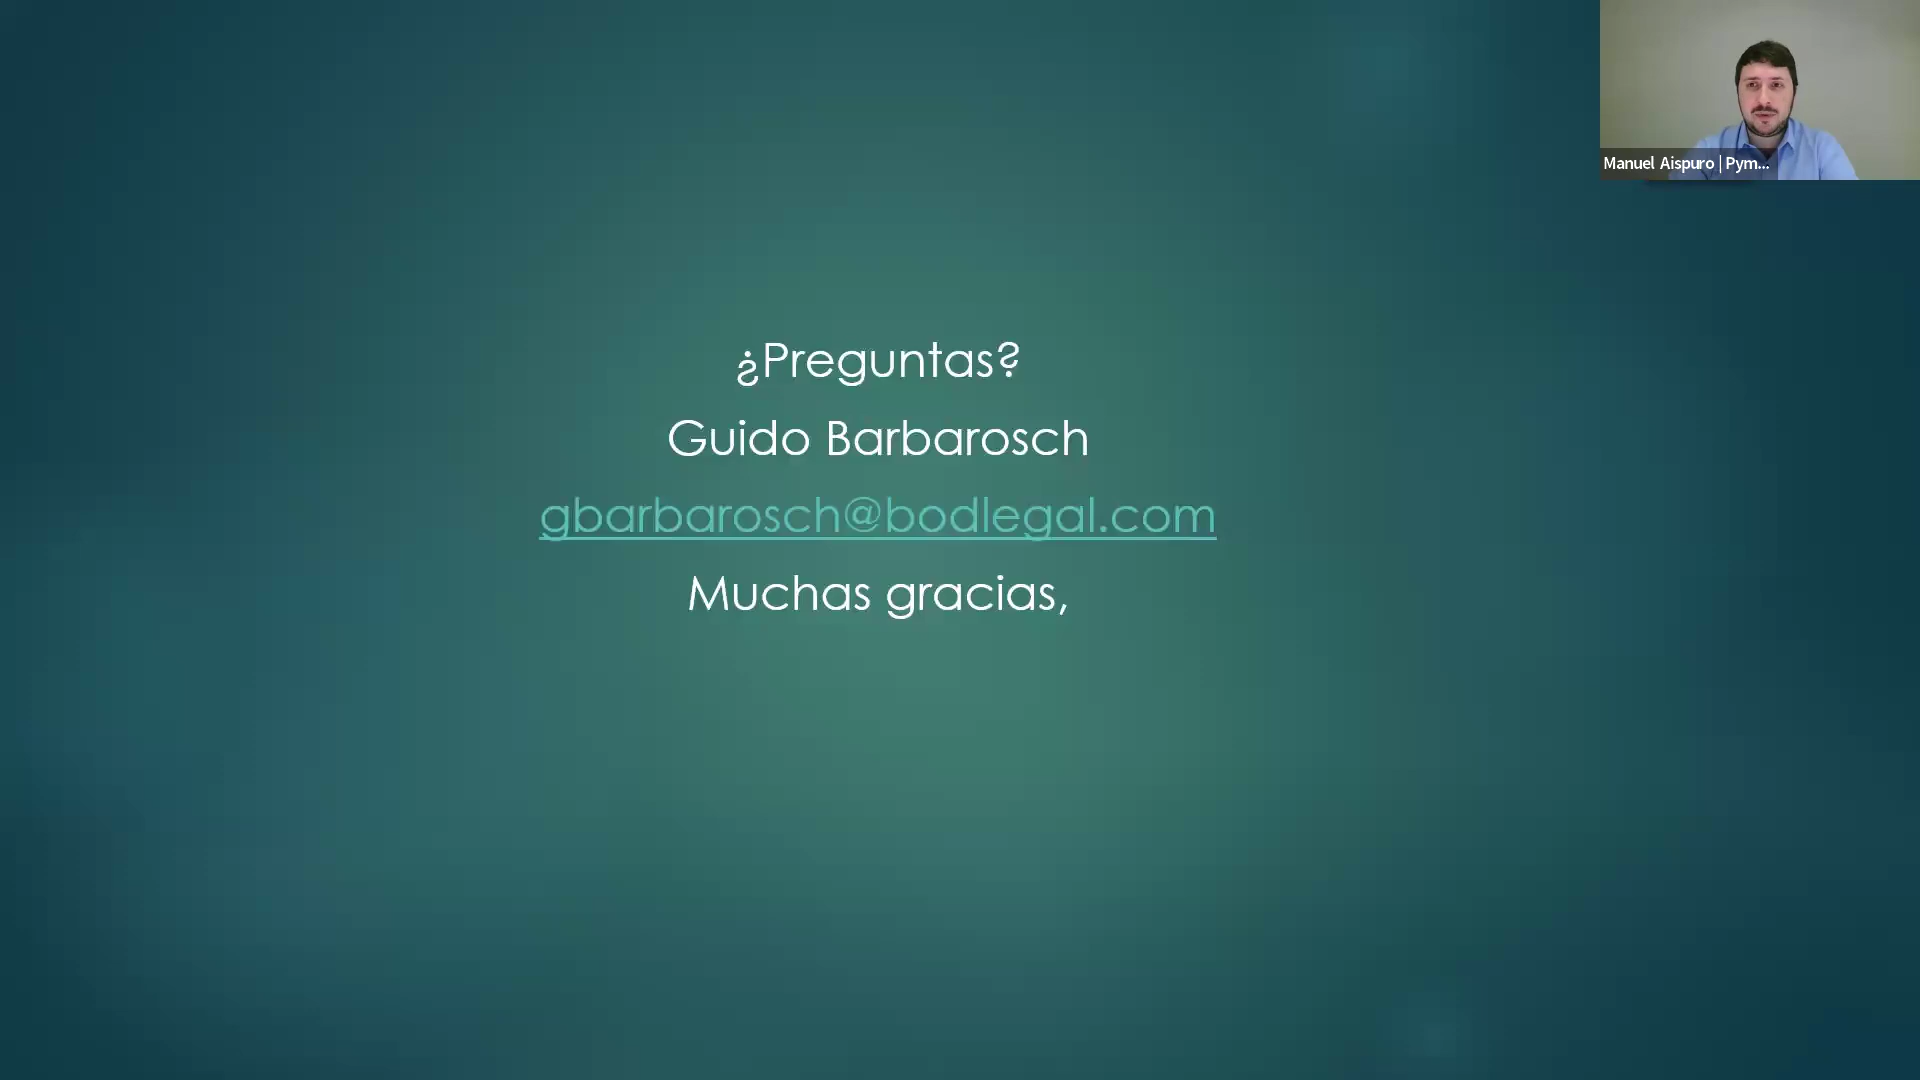 Manuel Aispuro | Pym...
¿Preguntas?
Guido Barbarosch
gbarbarosch@bodlegal.com
Muchas gracias,